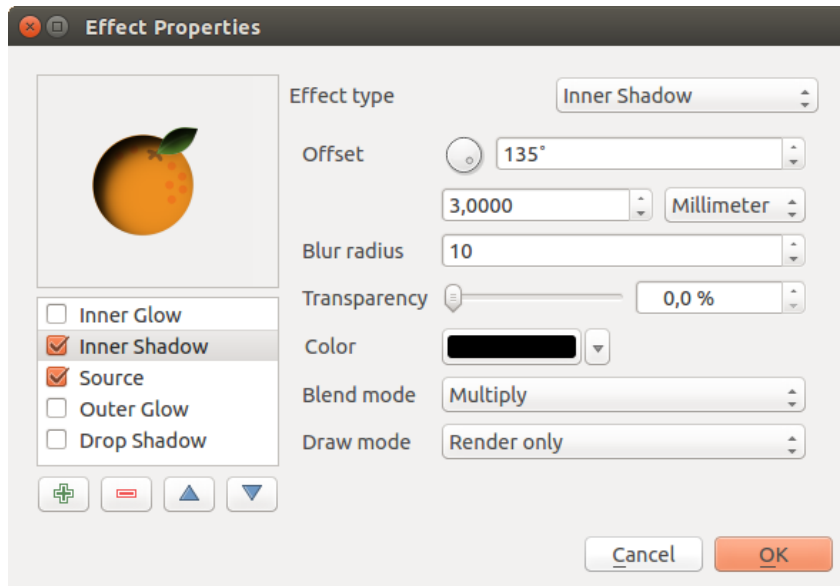 Effect Properties
Effect type Inner Shadow
Offset 135°
3,0000 Millimeter
Blur radius 10
Transparency 0,0 %
Color
Blend mode Multiply
Draw mode Render only
Inner Glow
Inner Shadow
Source
Outer Glow
Drop Shadow
Cancel OK